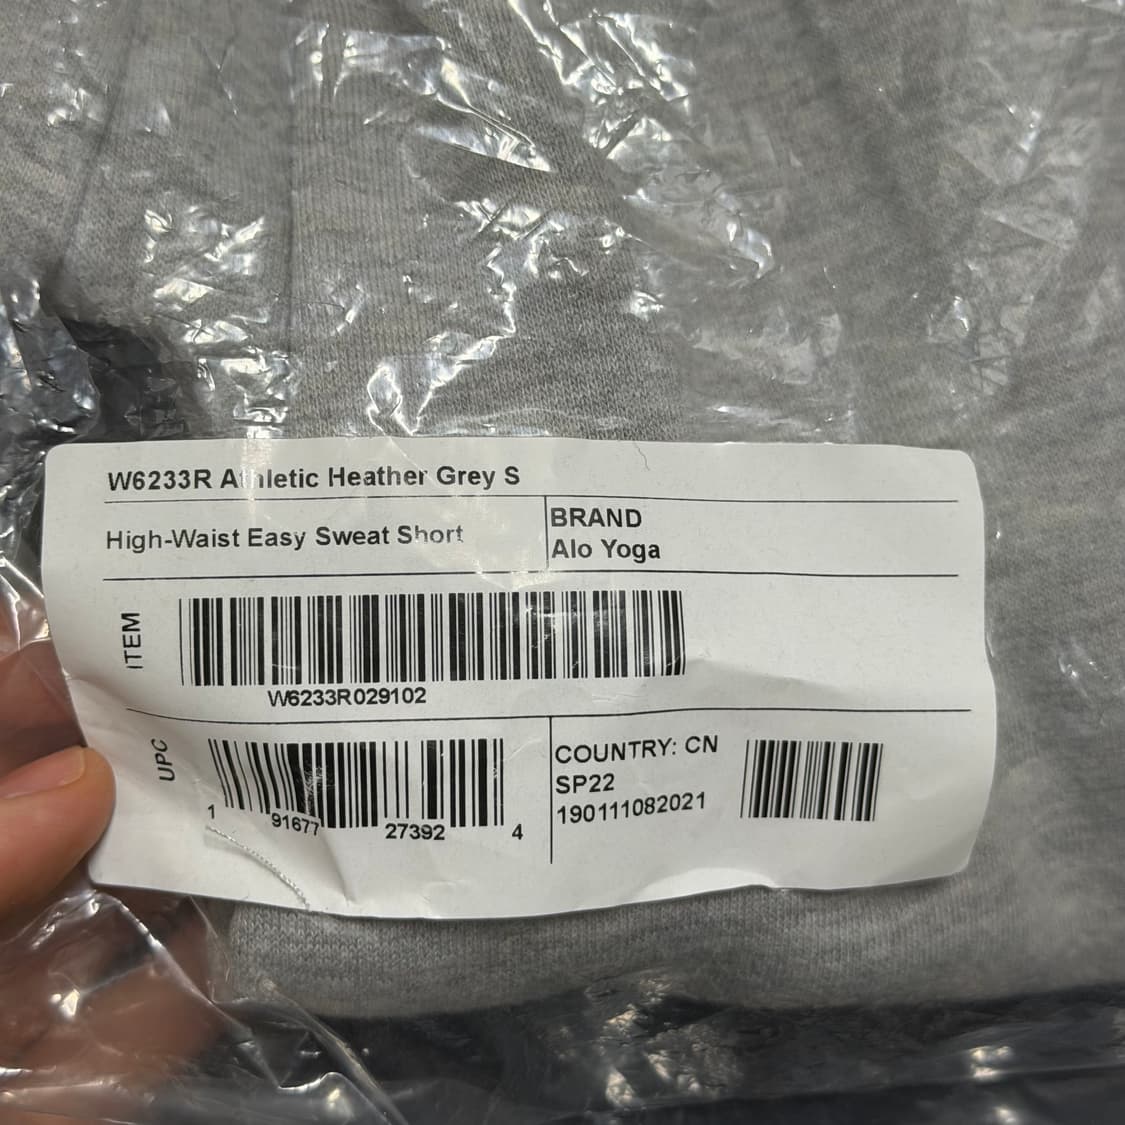 W6233R Athletic Heather Grey S
High-Waist Easy Sweat Short
BRAND
Alo Yoga
ITEM
W6233R029102
UPC
1 91677 27392 4
COUNTRY: CN
SP22
190111082021